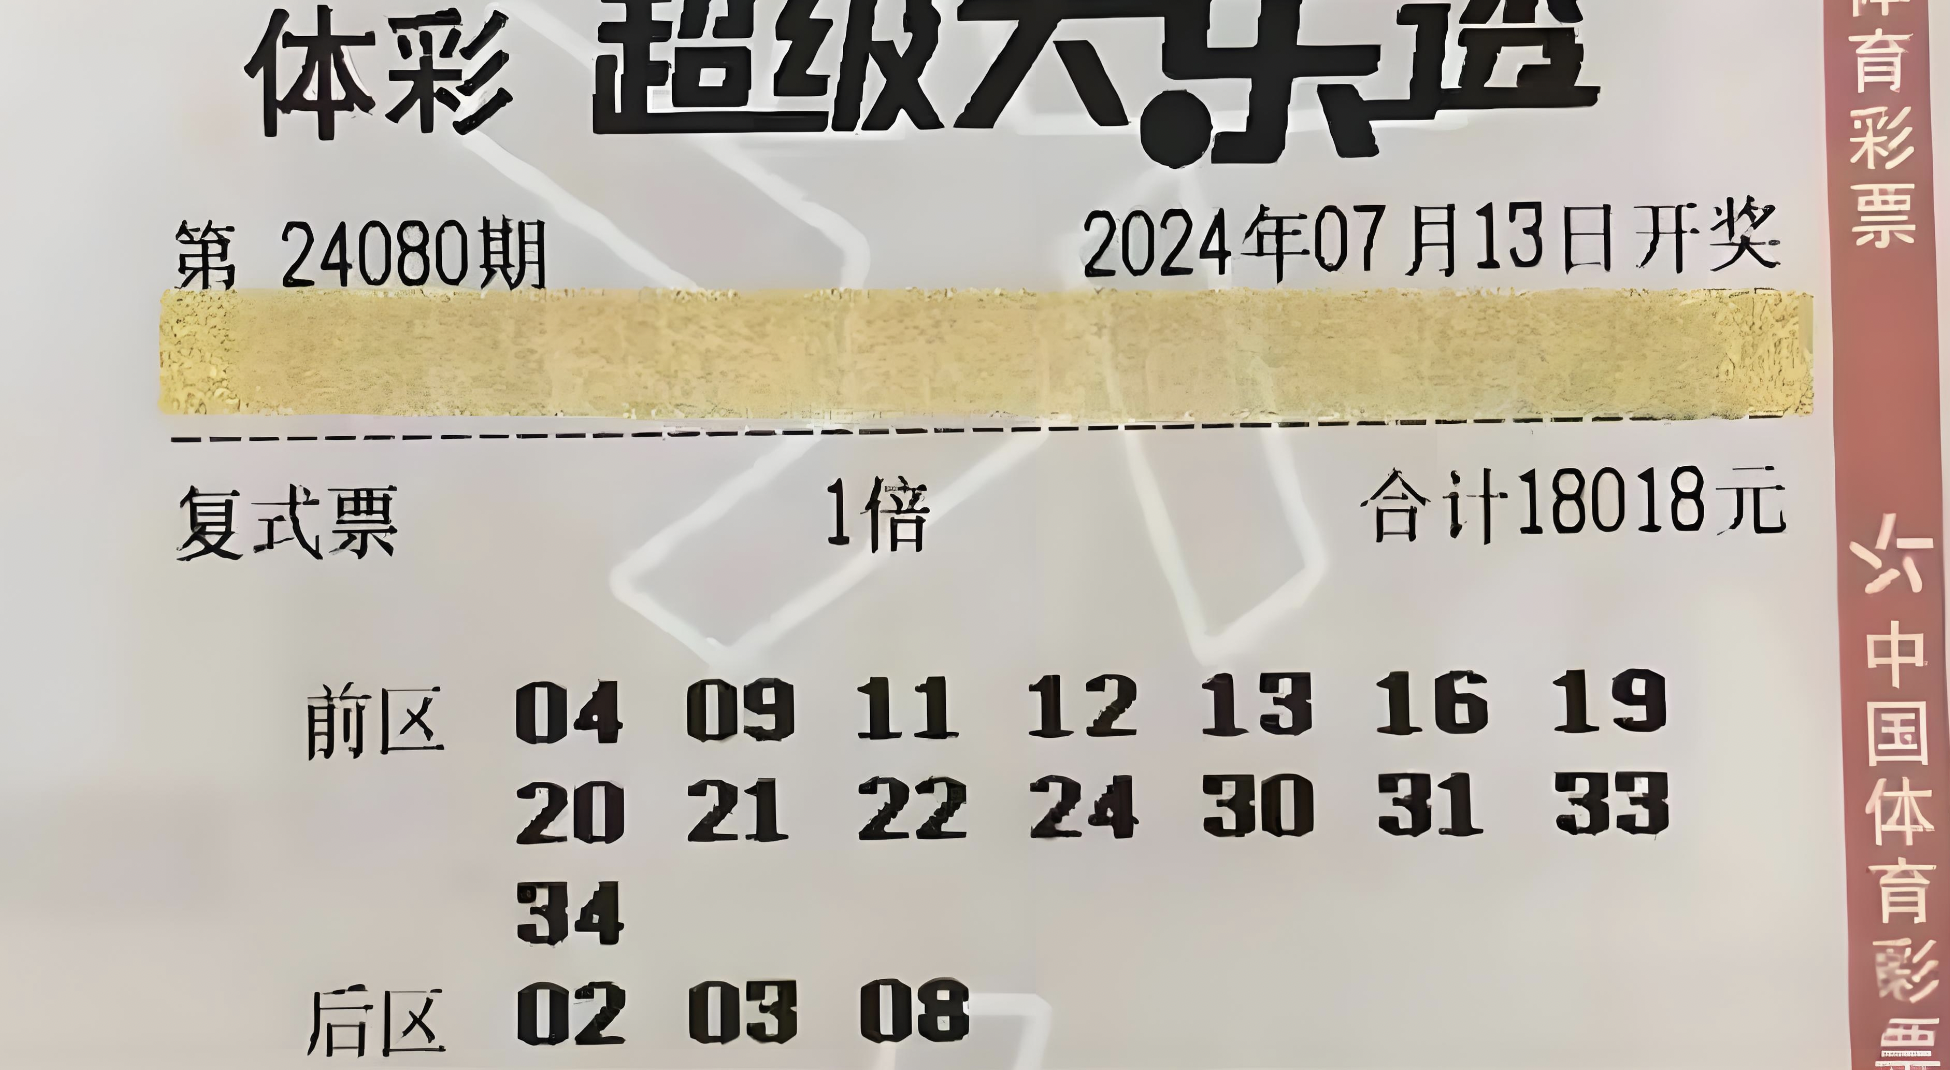 体彩 超级大乐透
第 24080期 2024年07月13日开奖
复式票 1倍 合计18018元
前区 04 09 11 12 13 16 19
20 21 22 24 30 31 33
34
后区 02 03 08
体育彩票
中国体育彩票